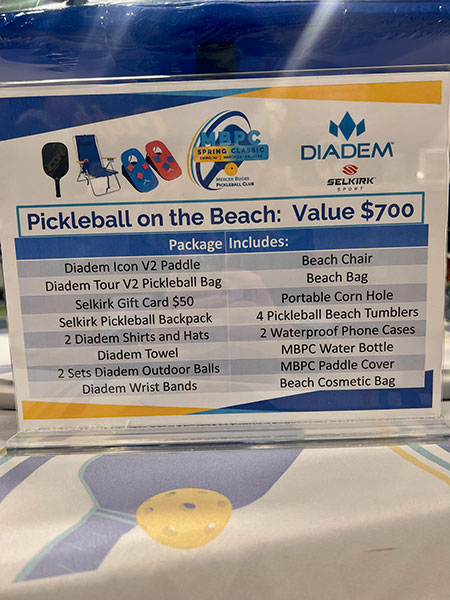 MBPC
SPRING CLASSIC
MERCER BUCKS
PICKLEBALL CLUB
DIADEM
SELKIRK
SPORT
Pickleball on the Beach: Value $700
Package Includes:
Diadem Icon V2 Paddle
Diadem Tour V2 Pickleball Bag
Selkirk Gift Card $50
Selkirk Pickleball Backpack
2 Diadem Shirts and Hats
Diadem Towel
2 Sets Diadem Outdoor Balls
Diadem Wrist Bands
Beach Chair
Beach Bag
Portable Corn Hole
4 Pickleball Beach Tumblers
2 Waterproof Phone Cases
MBPC Water Bottle
MBPC Paddle Cover
Beach Cosmetic Bag